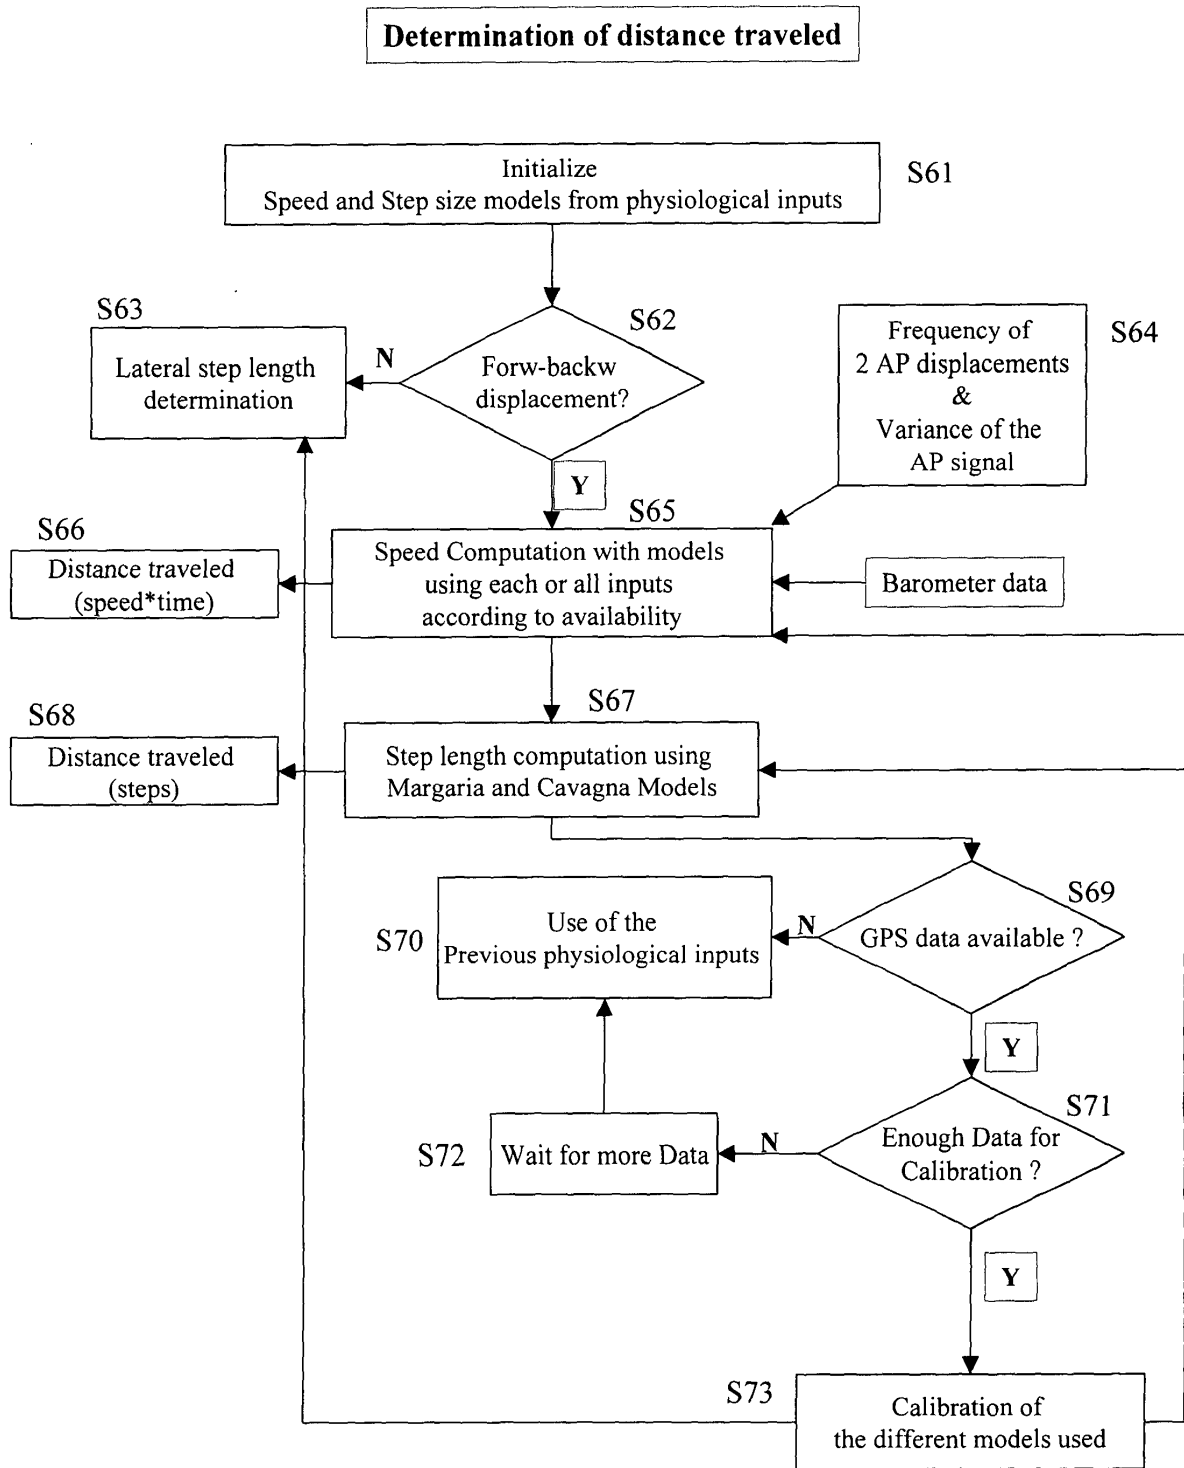 Determination of distance traveled
Initialize
Speed and Step size models from physiological inputs
S61
S63
Lateral step length
determination
N
S62
Forw-backw
displacement?
S64
Frequency of
2 AP displacements
&
Variance of the
AP signal
Y
S65
S66
Distance traveled
(speed*time)
Speed Computation with models
using each or all inputs
according to availability
Barometer data
S67
S68
Distance traveled
(steps)
Step length computation using
Margaria and Cavagna Models
S69
GPS data available ?
N
S70
Use of the
Previous physiological inputs
Y
S71
Enough Data for
Calibration ?
N
S72
Wait for more Data
Y
S73
Calibration of
the different models used